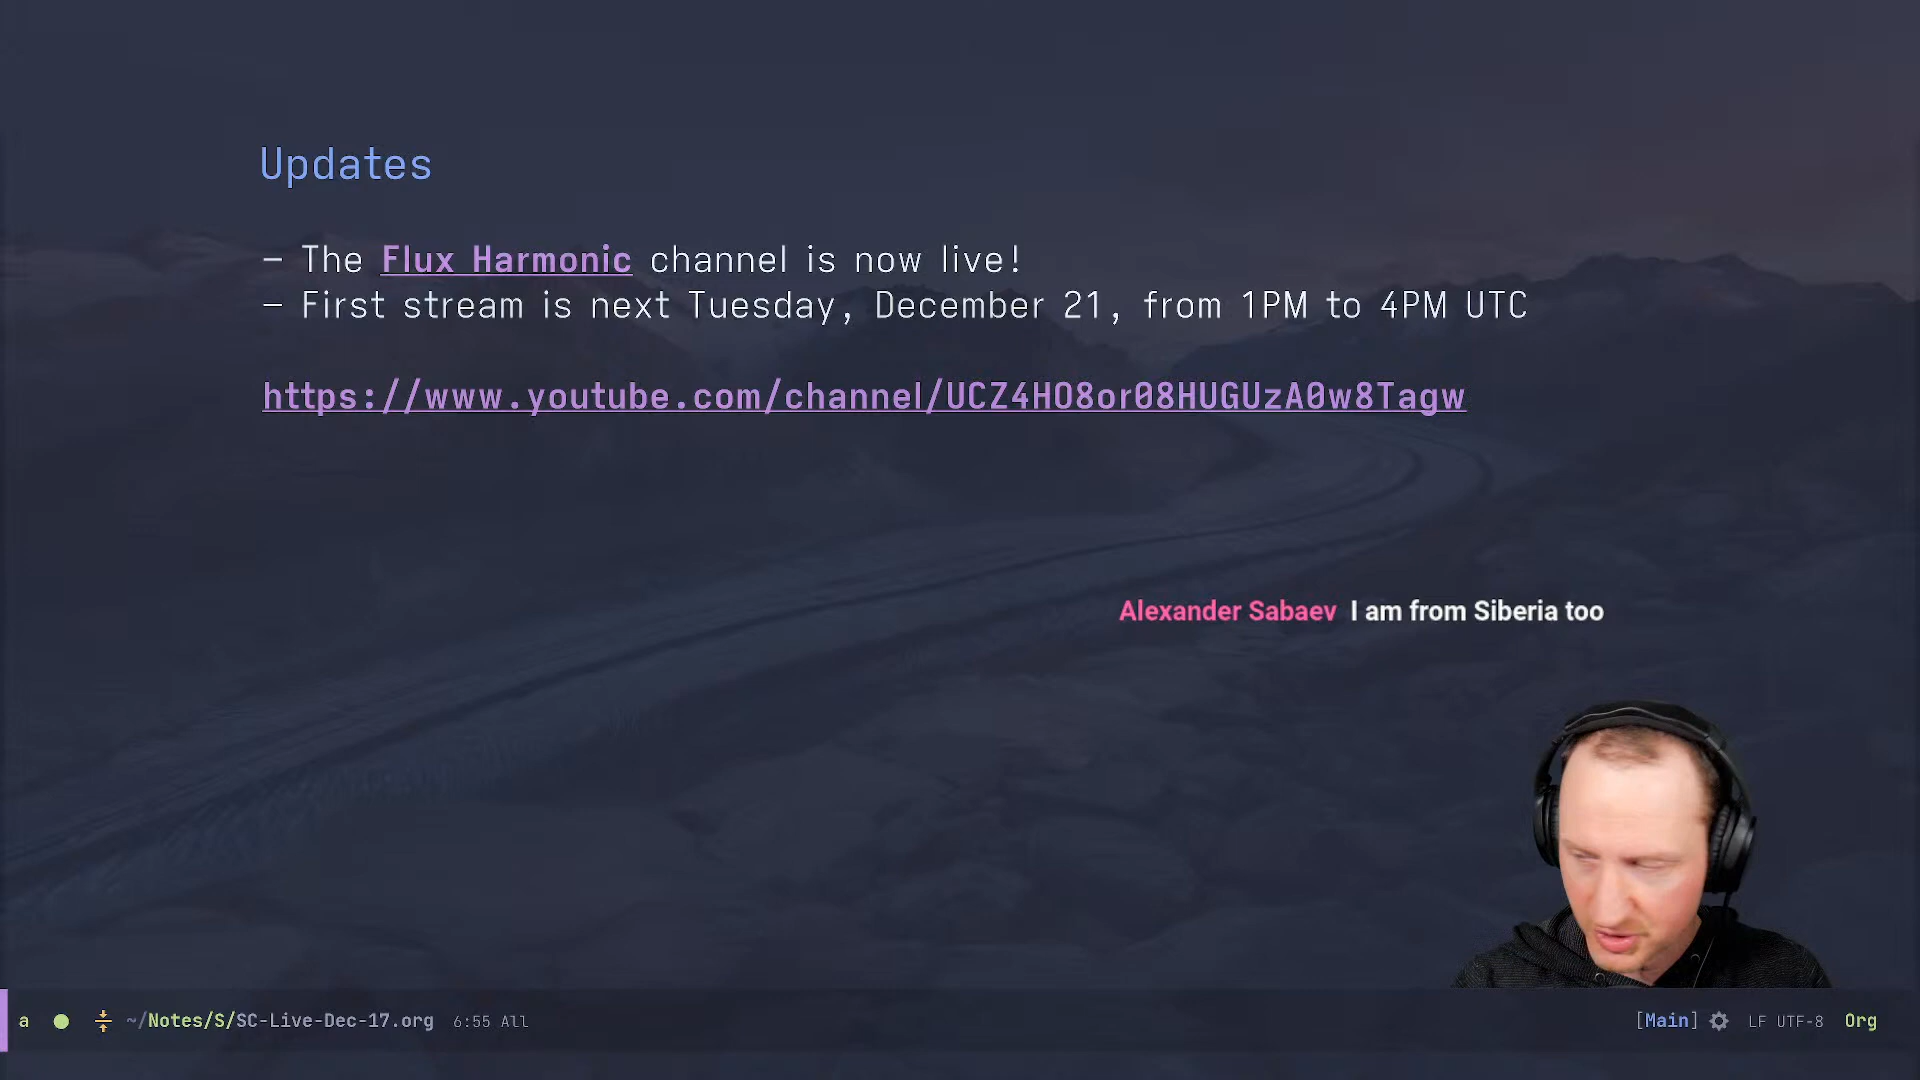 Updates
– The Flux Harmonic channel is now live!
– First stream is next Tuesday, December 21, from 1PM to 4PM UTC
https://www.youtube.com/channel/UCZ4HO8or08HUGUzA0w8Tagw
Alexander Sabaev I am from Siberia too
a ~/Notes/S/SC-Live-Dec-17.org 6:55 All [Main] LF UTF-8 Org